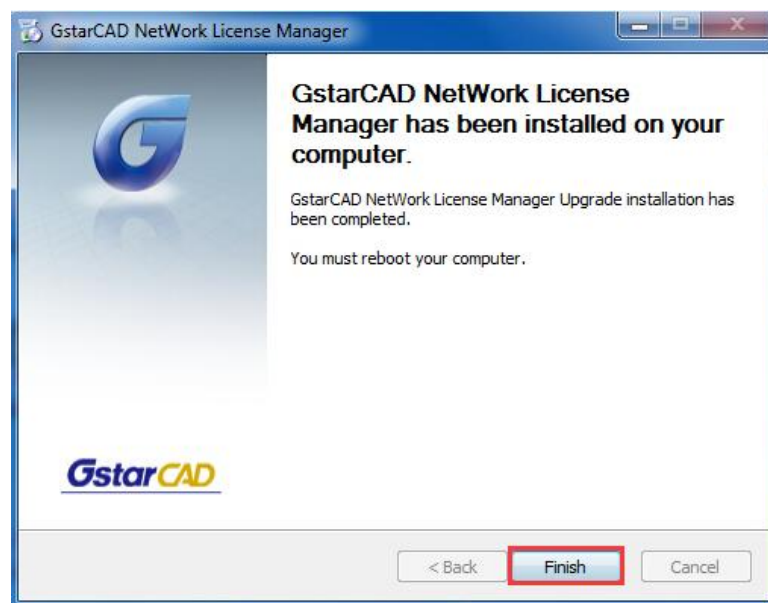 GstarCAD NetWork License Manager
GstarCAD NetWork License
Manager has been installed on your
computer.
GstarCAD NetWork License Manager Upgrade installation has
been completed.
You must reboot your computer.
GstarCAD
< Back
Finish
Cancel